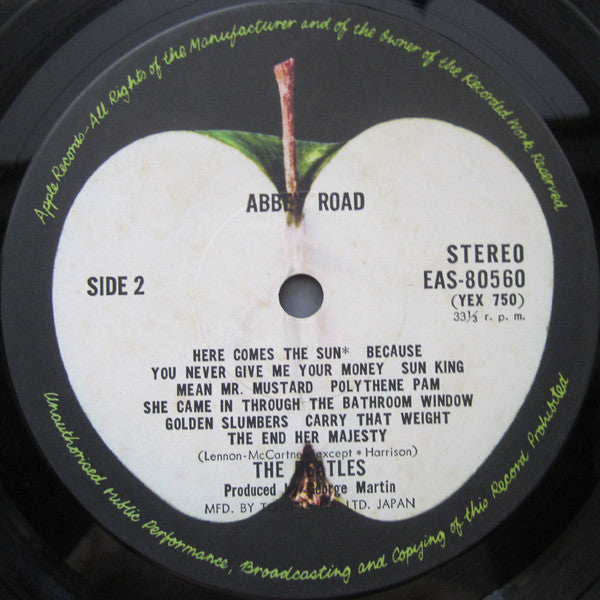 Apple Records-All Rights of the Manufacturer and of the Owner of the Recorded Work Reserved
ABBEY ROAD
SIDE 2
STEREO
EAS-80560
(YEX 750)
33⅓ r. p. m.
HERE COMES THE SUN* BECAUSE
YOU NEVER GIVE ME YOUR MONEY SUN KING
MEAN MR. MUSTARD POLYTHENE PAM
SHE CAME IN THROUGH THE BATHROOM WINDOW
GOLDEN SLUMBERS CARRY THAT WEIGHT
THE END HER MAJESTY
(Lennon-McCartney except * Harrison)
THE BEATLES
Produced by George Martin
MFD. BY LTD. JAPAN
Unauthorised Public Performance, Broadcasting and Copying of this Record Prohibited